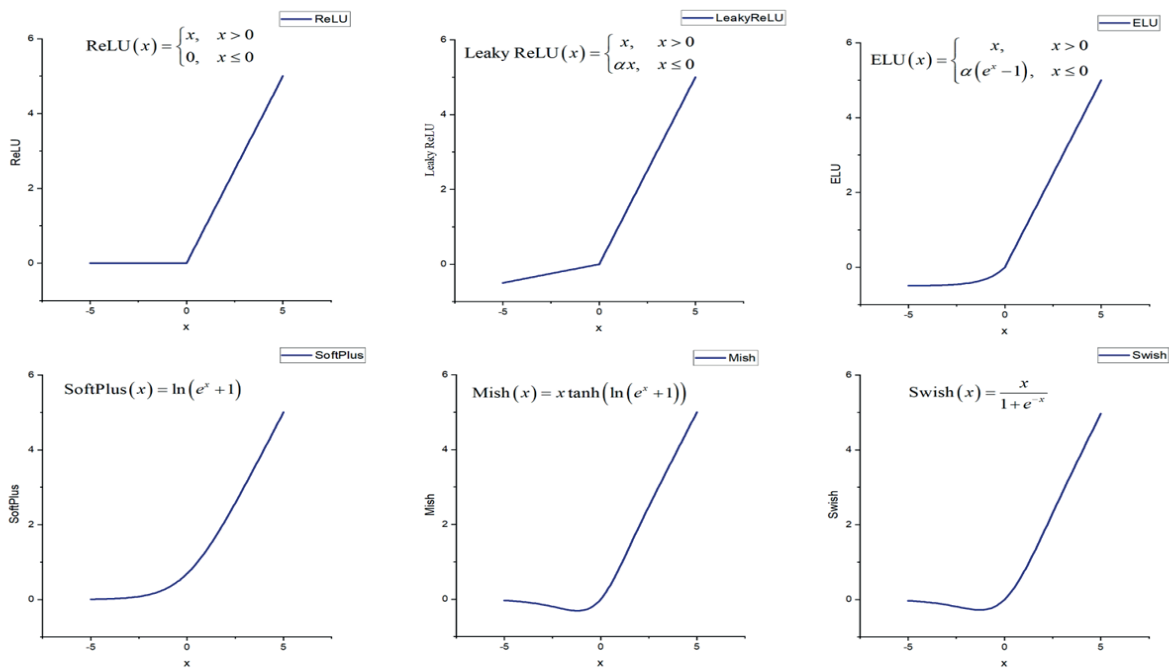 ReLU
ReLU(x) = { x, x > 0
0, x ≤ 0
6
4
2
0
ReLU
-5 0 5
x
LeakyReLU
Leaky ReLU(x) = { x, x > 0
αx, x ≤ 0
6
4
2
0
Leaky ReLU
-5 0 5
x
ELU
ELU(x) = { x, x > 0
α(e^x − 1), x ≤ 0
6
4
2
0
ELU
-5 0 5
x
SoftPlus
SoftPlus(x) = ln(e^x + 1)
6
4
2
0
SoftPlus
-5 0 5
x
Mish
Mish(x) = x tanh(ln(e^x + 1))
6
4
2
0
Mish
-5 0 5
x
Swish
Swish(x) = x / (1 + e^−x)
6
4
2
0
Swish
-5 0 5
x